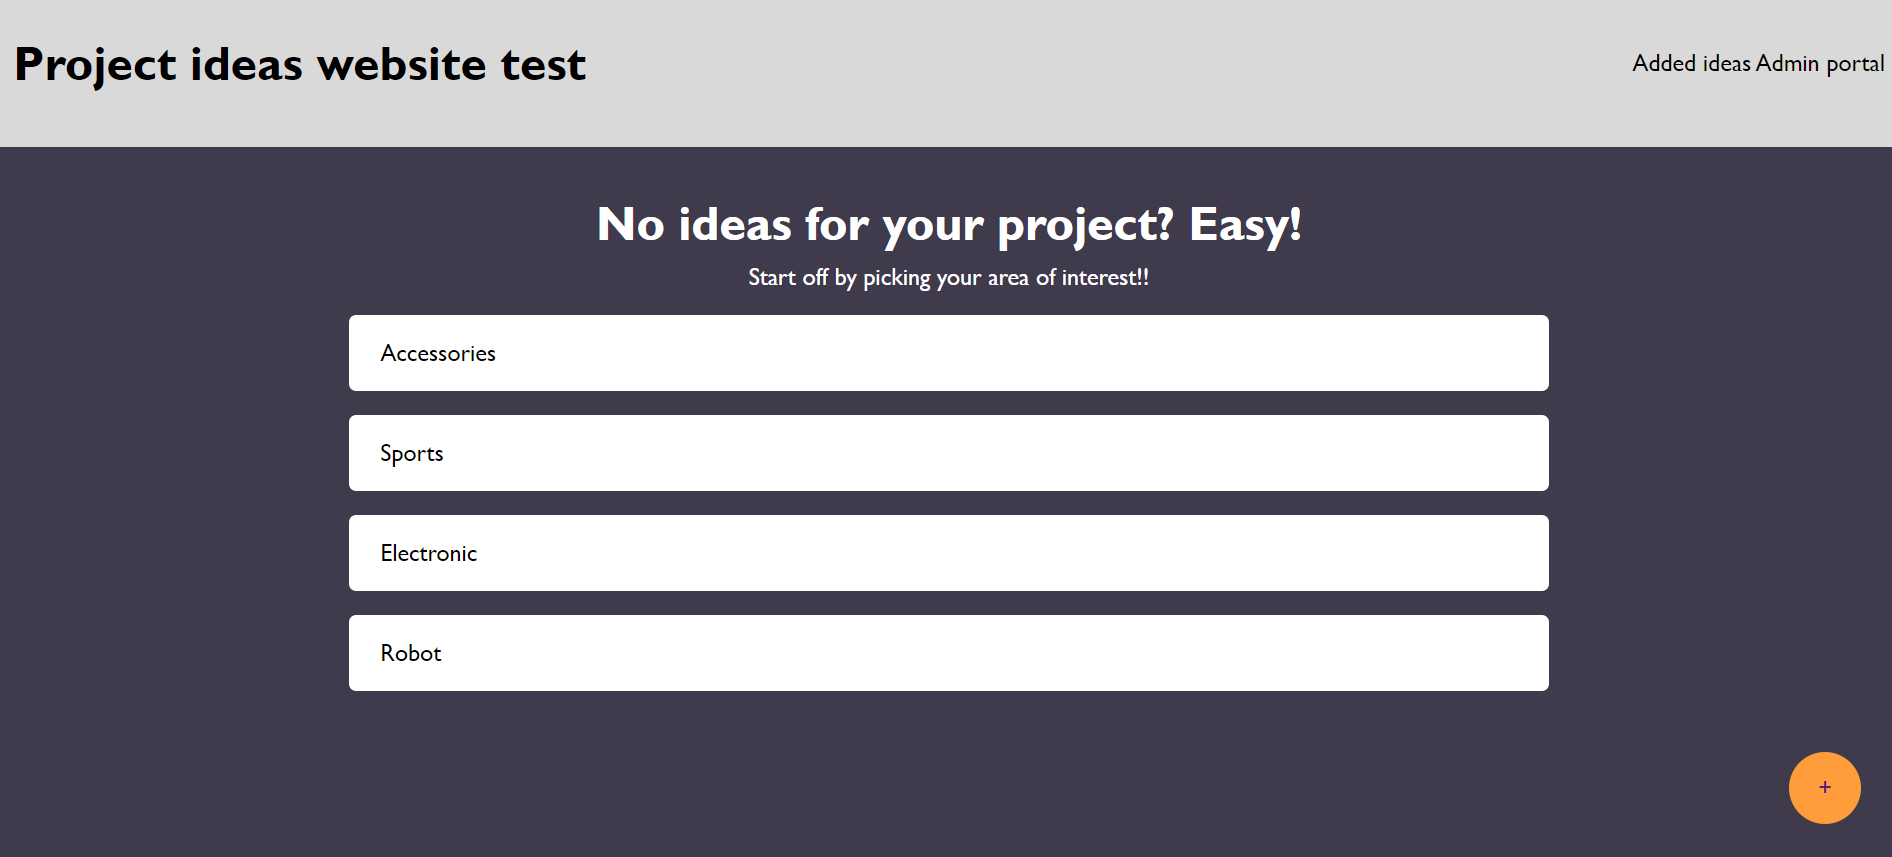 Project ideas website test
Added ideas Admin portal
No ideas for your project? Easy!
Start off by picking your area of interest!!
Accessories
Sports
Electronic
Robot
+